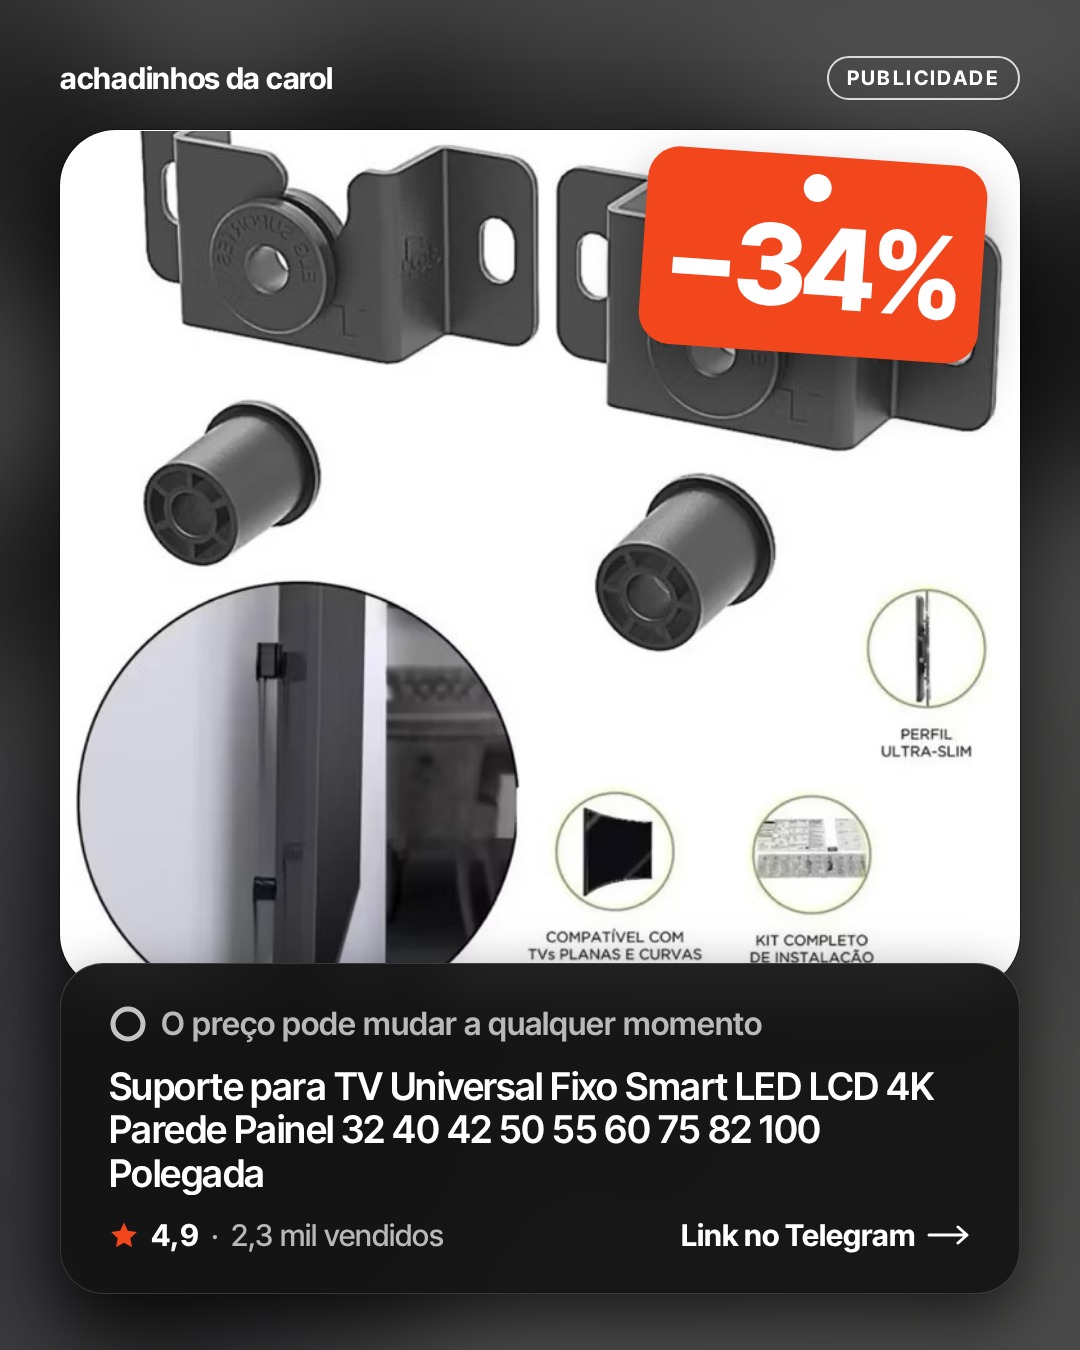 achadinhos da carol
PUBLICIDADE
−34%
PERFIL
ULTRA-SLIM
COMPATÍVEL COM
TVs PLANAS E CURVAS
KIT COMPLETO
DE INSTALAÇÃO
O preço pode mudar a qualquer momento
Suporte para TV Universal Fixo Smart LED LCD 4K
Parede Painel 32 40 42 50 55 60 75 82 100
Polegada
4,9 · 2,3 mil vendidos
Link no Telegram →